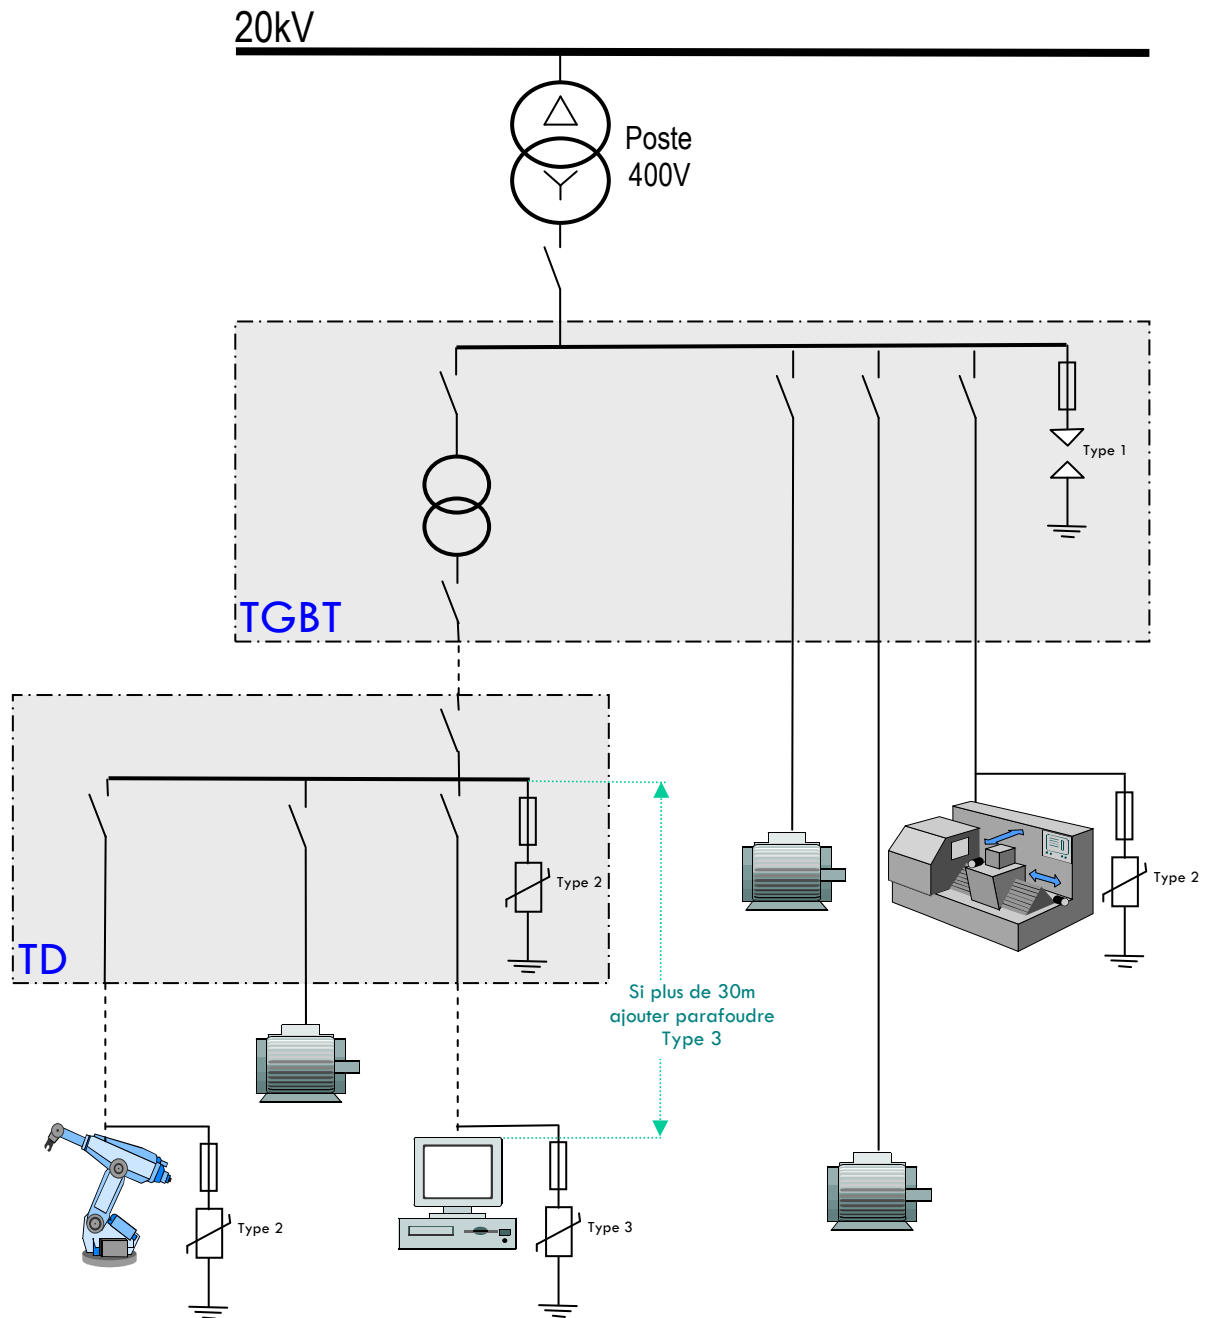 20kV
Poste
400V
Type 1
TGBT
Type 2
Type 2
TD
Si plus de 30m
ajouter parafoudre
Type 3
Type 2
Type 3